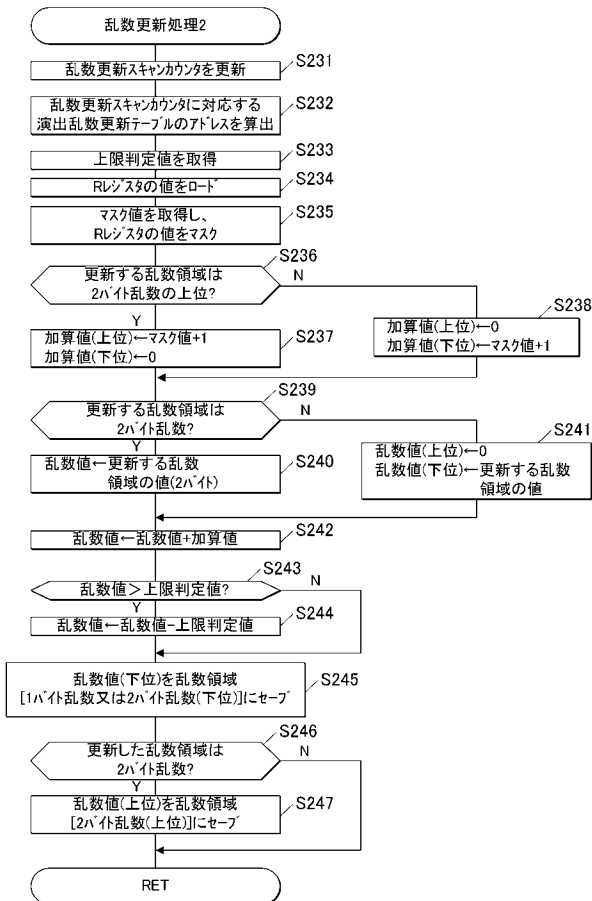 乱数更新処理2
乱数更新スキャンカウンタを更新
S231
乱数更新スキャンカウンタに対応する
演出乱数更新テーブルのアドレスを算出
S232
上限判定値を取得
S233
Rレジスタの値をロード
S234
マスク値を取得し、
Rレジスタの値をマスク
S235
更新する乱数領域は
2バイト乱数の上位?
S236
N
Y
加算値(上位)←マスク値+1
加算値(下位)←0
S237
加算値(上位)←0
加算値(下位)←マスク値+1
S238
更新する乱数領域は
2バイト乱数?
S239
N
Y
乱数値←更新する乱数
領域の値(2バイト)
S240
乱数値(上位)←0
乱数値(下位)←更新する乱数
領域の値
S241
乱数値←乱数値+加算値
S242
乱数値>上限判定値?
S243
N
Y
乱数値←乱数値−上限判定値
S244
乱数値(下位)を乱数領域
[1バイト乱数又は2バイト乱数(下位)]にセーブ
S245
更新した乱数領域は
2バイト乱数?
S246
N
Y
乱数値(上位)を乱数領域
[2バイト乱数(上位)]にセーブ
S247
RET